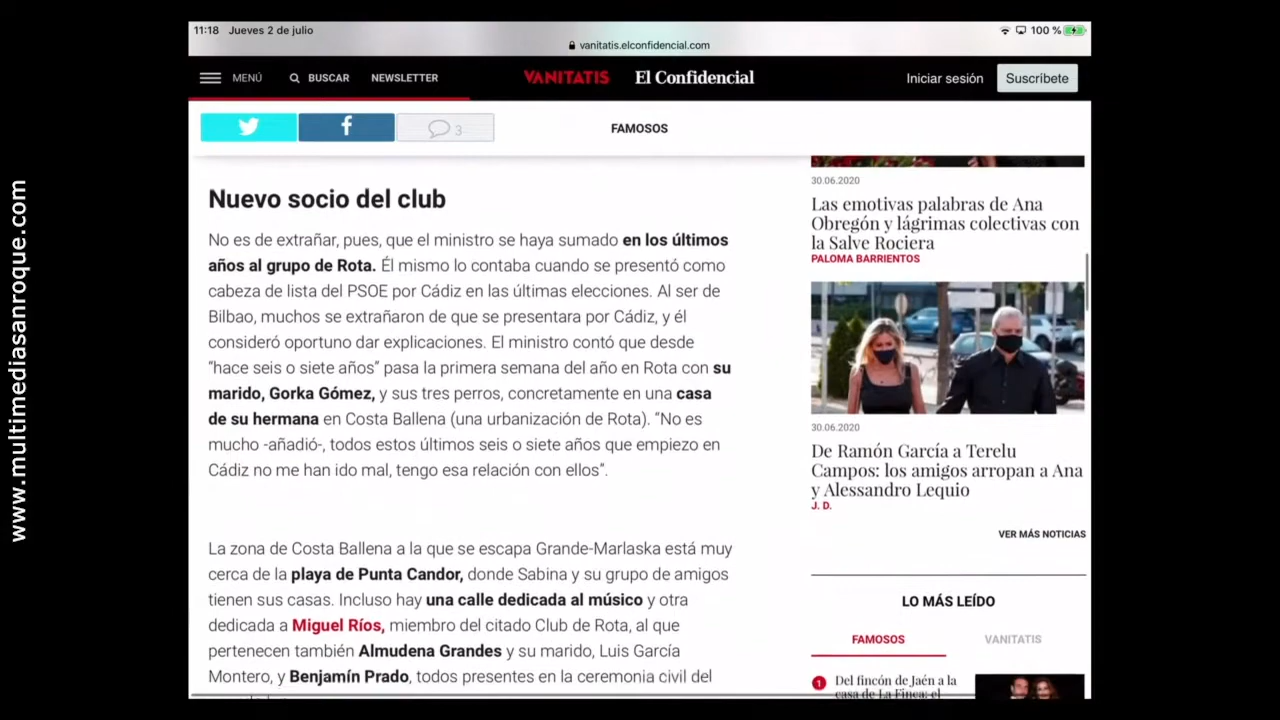 11:18 Jueves 2 de julio
100 %
vanitatis.elconfidencial.com
MENÚ BUSCAR NEWSLETTER VANITATIS El Confidencial Iniciar sesión Suscribete
3
FAMOSOS
Nuevo socio del club
No es de extrañar, pues, que el ministro se haya sumado en los últimos
años al grupo de Rota. Él mismo lo contaba cuando se presentó como
cabeza de lista del PSOE por Cádiz en las últimas elecciones. Al ser de
Bilbao, muchos se extrañaron de que se presentara por Cádiz, y él
consideró oportuno dar explicaciones. El ministro contó que desde
“hace seis o siete años” pasa la primera semana del año en Rota con su
marido, Gorka Gómez, y sus tres perros, concretamente en una casa
de su hermana en Costa Ballena (una urbanización de Rota). “No es
mucho -añadió-, todos estos últimos seis o siete años que empiezo en
Cádiz no me han ido mal, tengo esa relación con ellos”.
La zona de Costa Ballena a la que se escapa Grande-Marlaska está muy
cerca de la playa de Punta Candor, donde Sabina y su grupo de amigos
tienen sus casas. Incluso hay una calle dedicada al músico y otra
dedicada a Miguel Ríos, miembro del citado Club de Rota, al que
pertenecen también Almudena Grandes y su marido, Luis García
Montero, y Benjamín Prado, todos presentes en la ceremonia civil del
30.06.2020
Las emotivas palabras de Ana
Obregón y lágrimas colectivas con
la Salve Rociera
PALOMA BARRIENTOS
30.06.2020
De Ramón García a Terelu
Campos: los amigos arropan a Ana
y Alessandro Lequio
J. D.
VER MÁS NOTICIAS
LO MÁS LEÍDO
FAMOSOS VANITATIS
1 Del fincón de Jaén a la
casa de La Finca: el
www.multimediasanroque.com